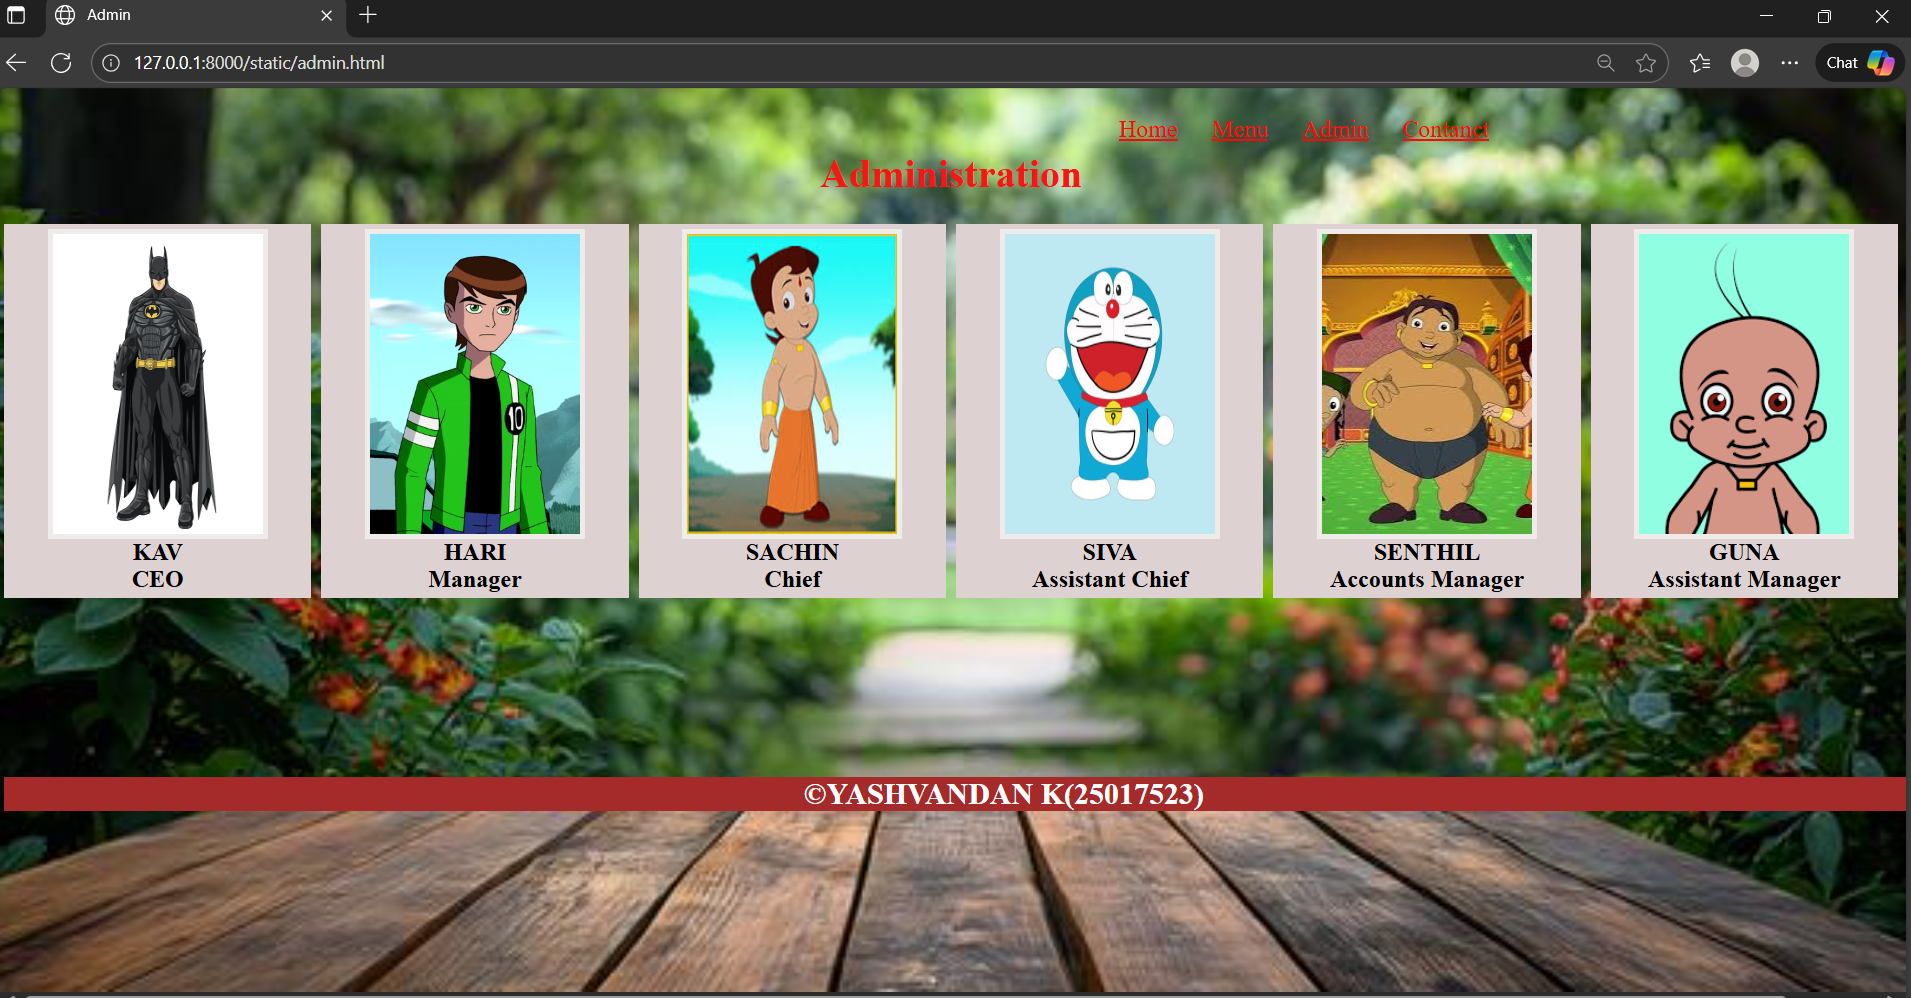 Admin
127.0.0.1:8000/static/admin.html
Chat
Home Menu Admin Contanct
Administration
10
KAV
CEO
HARI
Manager
SACHIN
Chief
SIVA
Assistant Chief
SENTHIL
Accounts Manager
GUNA
Assistant Manager
©YASHVANDAN K(25017523)